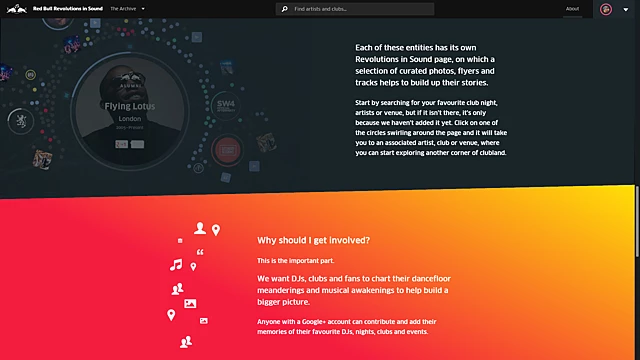 Red Bull Revolutions in Sound
The Archive
Find artists and clubs...
About
Each of these entities has its own
Revolutions in Sound page, on which a
selection of curated photos, flyers and
tracks helps to build up their stories.
ALUMNI
Flying Lotus
London
SW4
Start by searching for your favourite club night,
artists or venue, but if it isn't there, it's only
because we haven't added it yet. Click on one of
the circles swirling around the page and it will take
you to an associated artist, club or venue, where
you can start exploring another corner of clubland.
Why should I get involved?
This is the important part.
We want DJs, clubs and fans to chart their dancefloor
meanderings and musical awakenings to help build a
bigger picture.
Anyone with a Google+ account can contribute and add their
memories of their favourite DJs, nights, clubs and events.